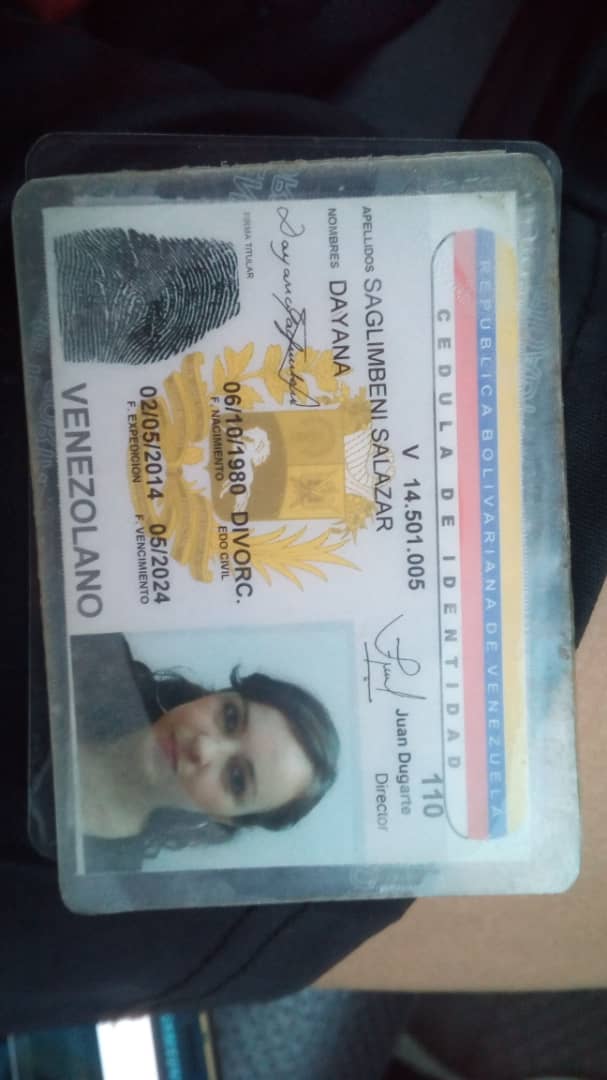 REPUBLICA BOLIVARIANA DE VENEZUELA
CEDULA DE IDENTIDAD
110
V 14.501.005
Juan Dugarte
Director
APELLIDOS SAGLIMBENI SALAZAR
NOMBRES DAYANA
FIRMA TITULAR
06/10/1980 DIVORC.
F. NACIMIENTO EDO CIVIL
02/05/2014 05/2024
F. EXPEDICION F. VENCIMIENTO
VENEZOLANO